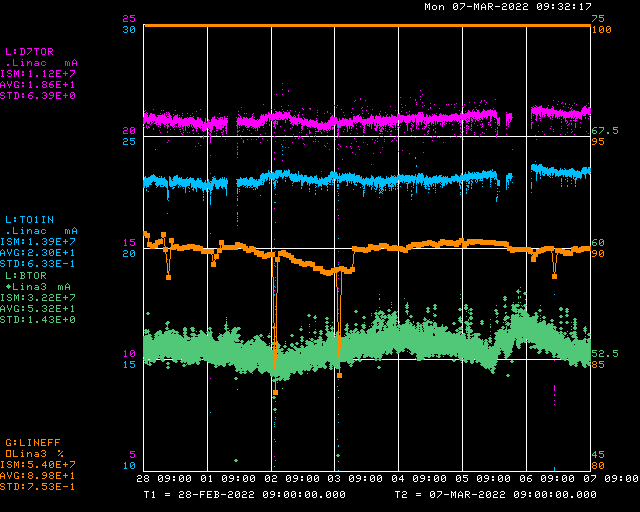 Mon 07-MAR-2022 09:32:17
25
30
75
100
L:D7TOR
.Linac mA
ISM:1.12E+7
AVG:1.86E+1
STD:6.39E+0
20
25
67.5
95
L:TO1IN
.Linac mA
ISM:1.39E+7
AVG:2.30E+1
STD:6.33E-1
15
20
60
90
L:BTOR
◆Lina3 mA
ISM:3.22E+7
AVG:5.32E+1
STD:1.43E+0
10
15
52.5
85
G:LINEFF
□Lina3 %
ISM:5.40E+7
AVG:8.98E+1
STD:7.53E-1
5
10
45
80
28 09:00 01 09:00 02 09:00 03 09:00 04 09:00 05 09:00 06 09:00 07 09:00
T1 = 28-FEB-2022 09:00:00.000 T2 = 07-MAR-2022 09:00:00.000